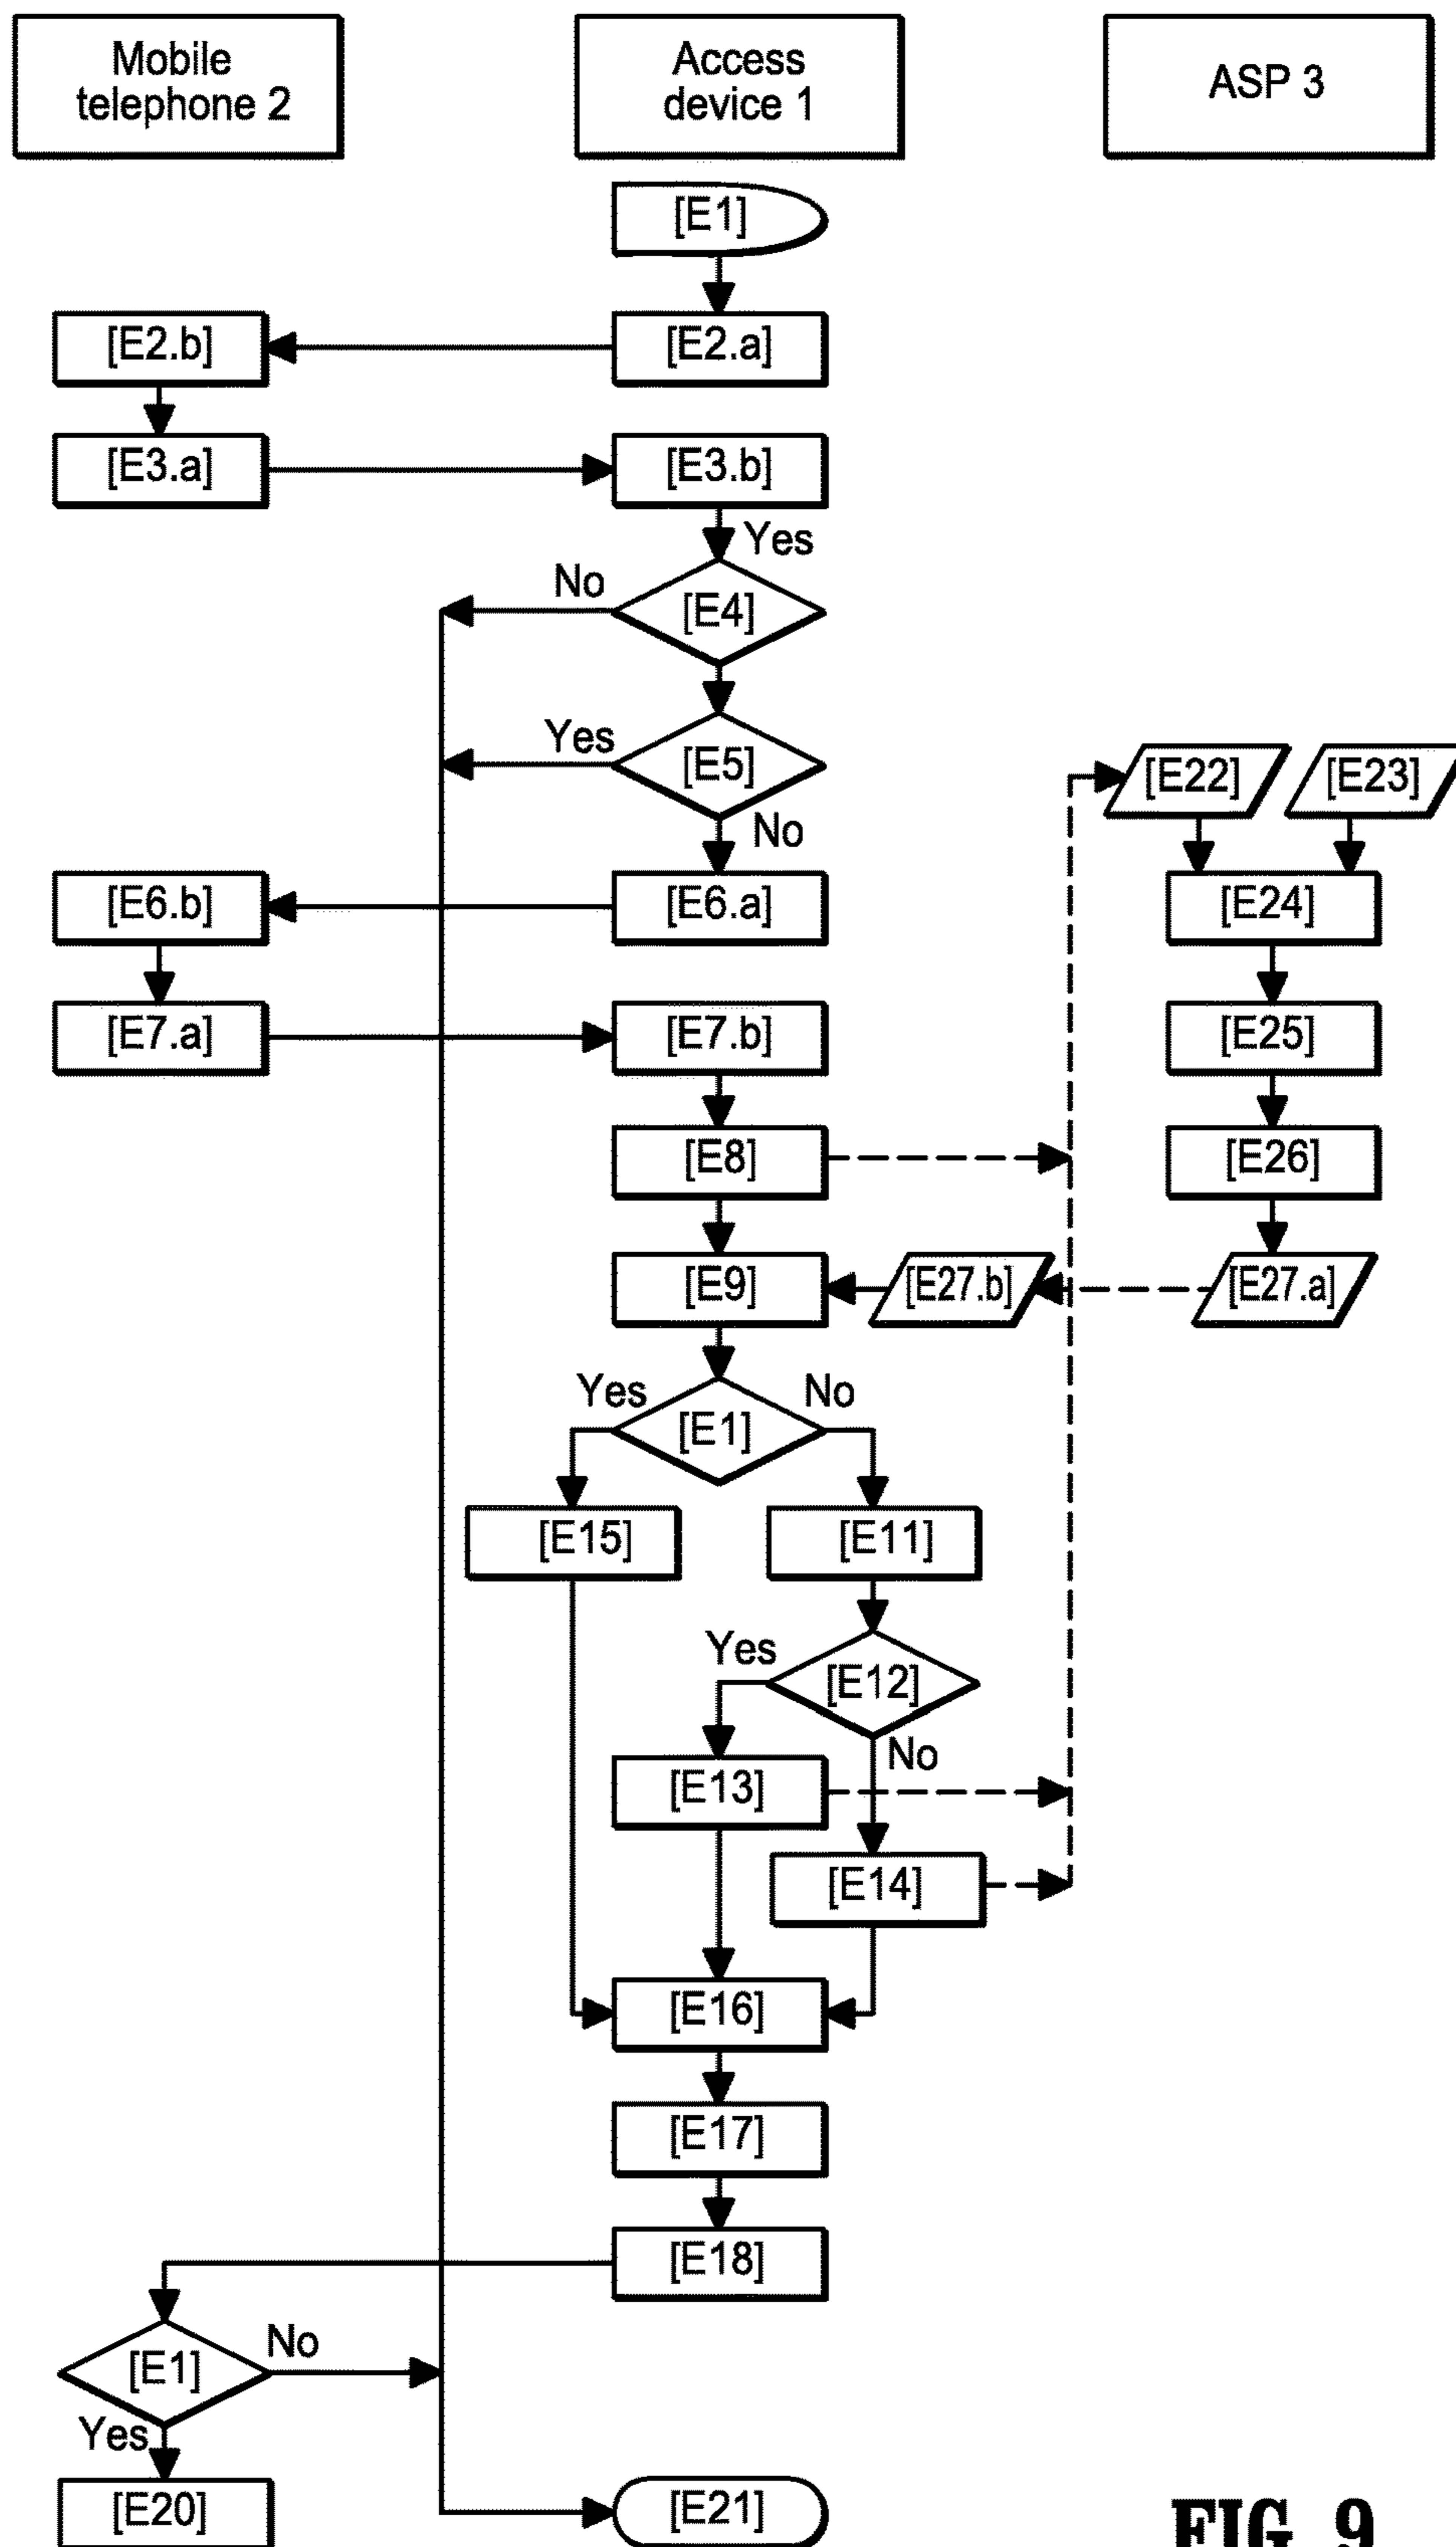 Mobile
telephone 2
Access
device 1
ASP 3
[E1]
[E2.b]
[E2.a]
[E3.a]
[E3.b]
Yes
No
[E4]
Yes
[E5]
No
[E22]
[E23]
[E6.b]
[E6.a]
[E24]
[E7.a]
[E7.b]
[E25]
[E8]
[E26]
[E9]
[E27.b]
[E27.a]
Yes
No
[E1]
[E15]
[E11]
Yes
[E12]
No
[E13]
[E14]
[E16]
[E17]
[E18]
No
[E1]
Yes
[E20]
[E21]
FIG. 9